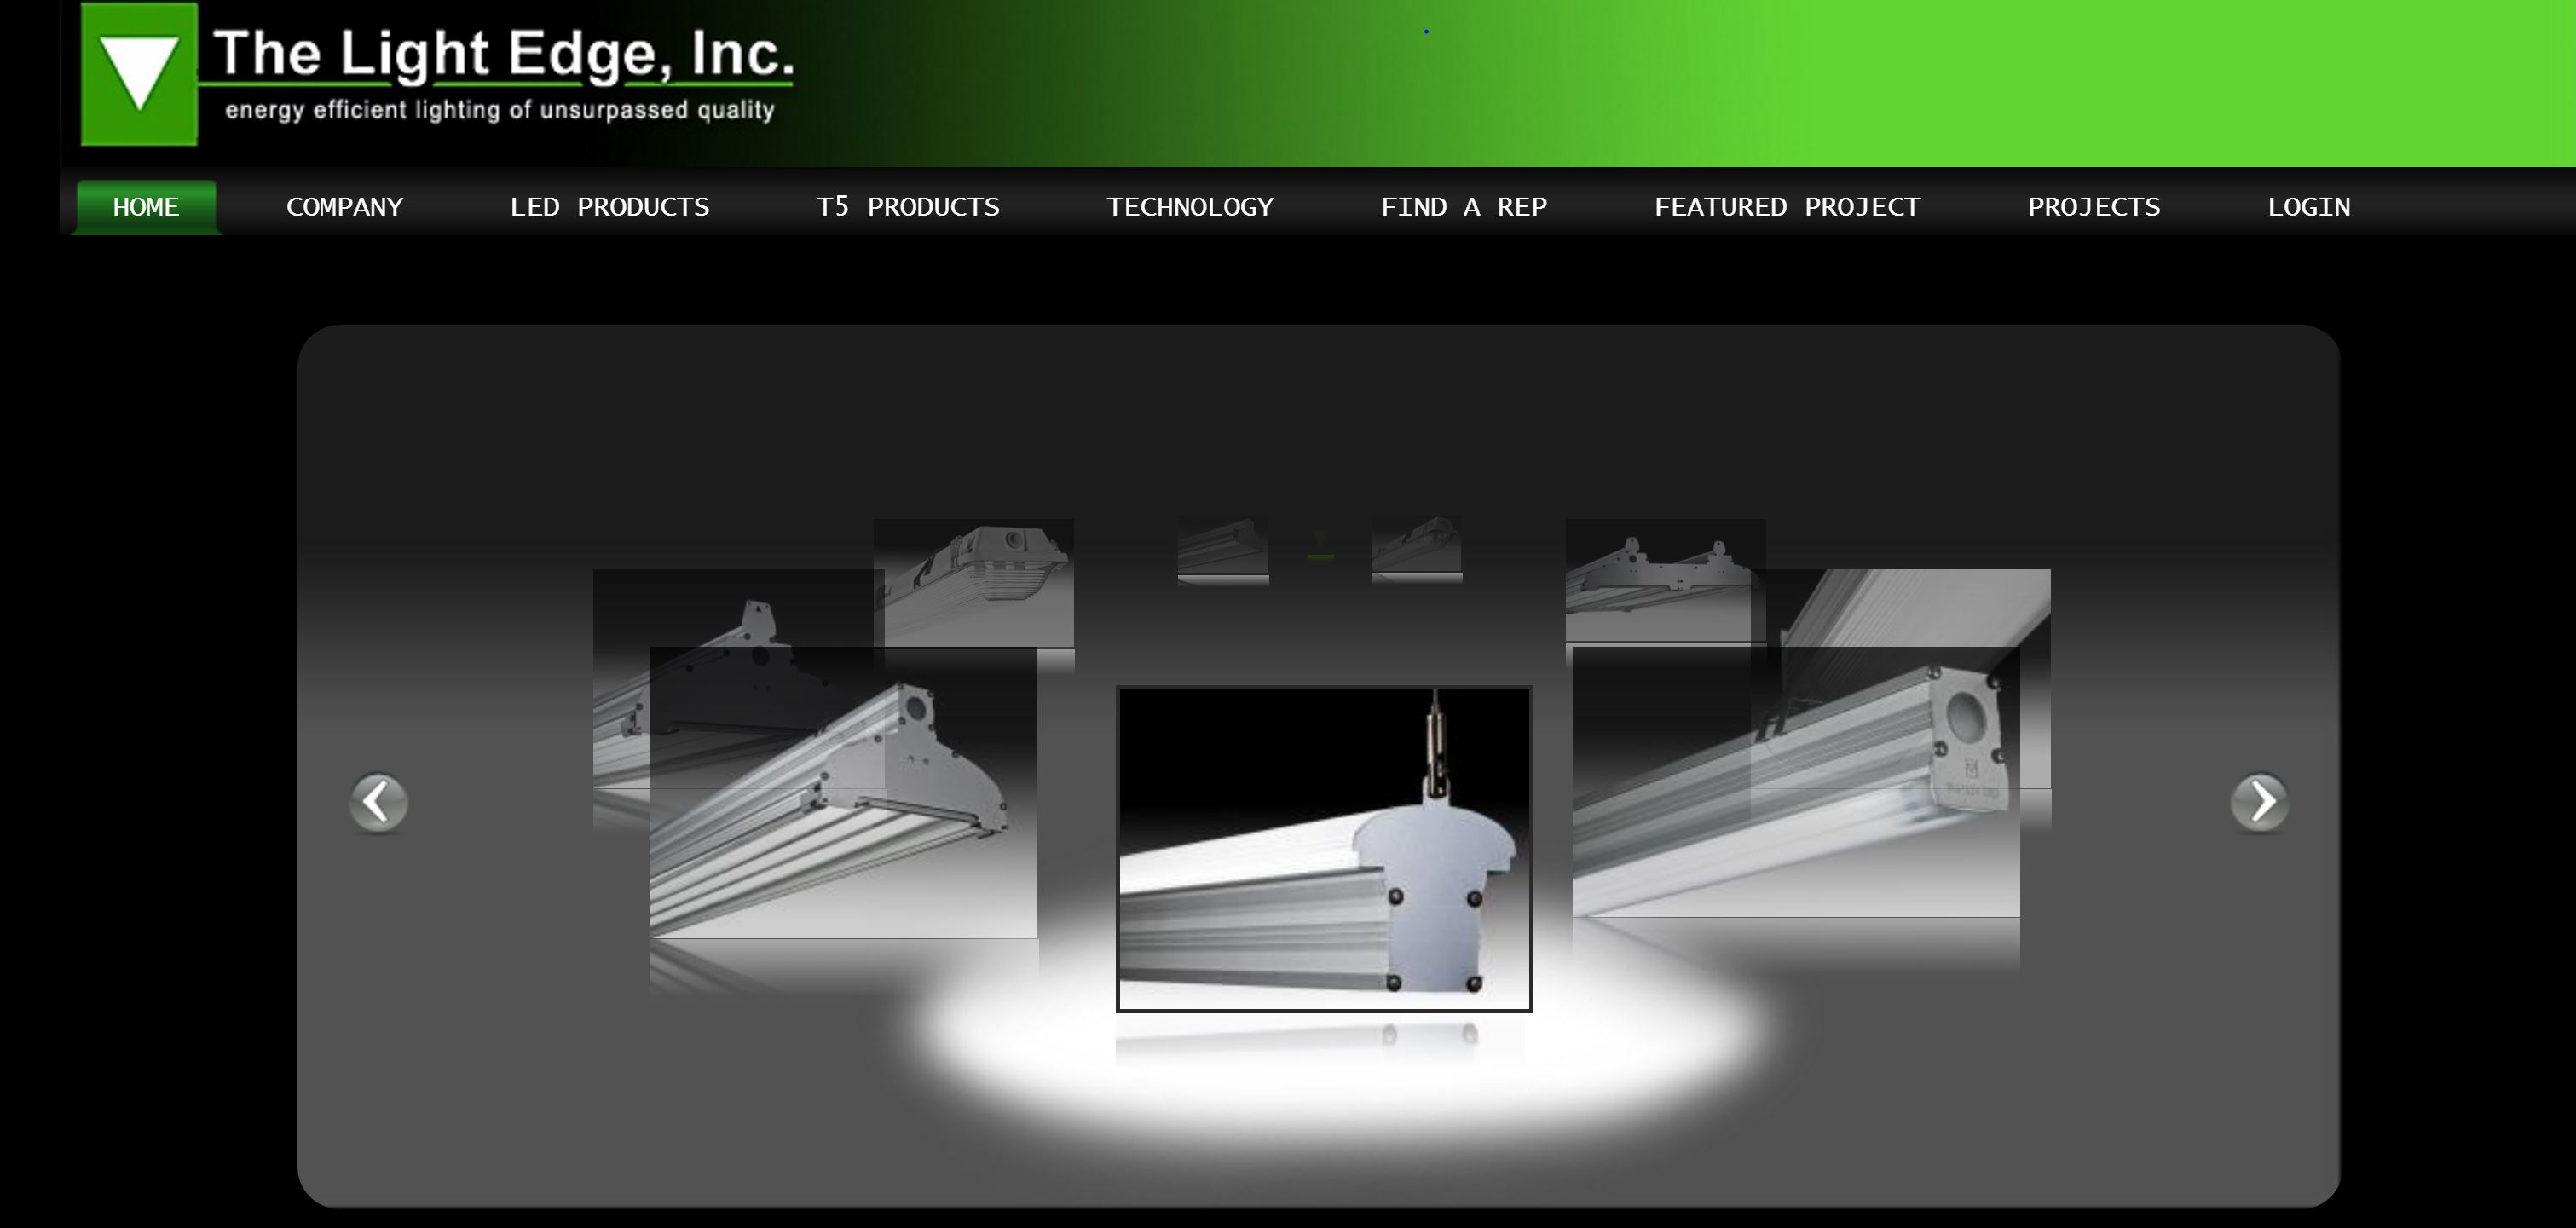 The Light Edge, Inc.
energy efficient lighting of unsurpassed quality
HOME COMPANY LED PRODUCTS T5 PRODUCTS TECHNOLOGY FIND A REP FEATURED PROJECT PROJECTS LOGIN